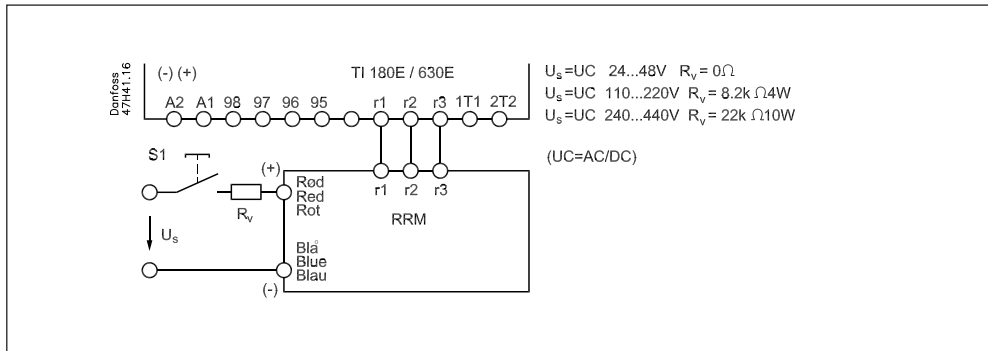 Danfoss
47H41.16
(-) (+)
TI 180E / 630E
A2 A1 98 97 96 95 r1 r2 r3 1T1 2T2
Us=UC 24...48V Rv = 0Ω
Us=UC 110...220V Rv = 8.2k Ω4W
Us=UC 240...440V Rv = 22k Ω10W
(UC=AC/DC)
S1
(+)
r1 r2 r3
Rød
Red
Rot
Rv
RRM
Us
Blå
Blue
Blau
(-)